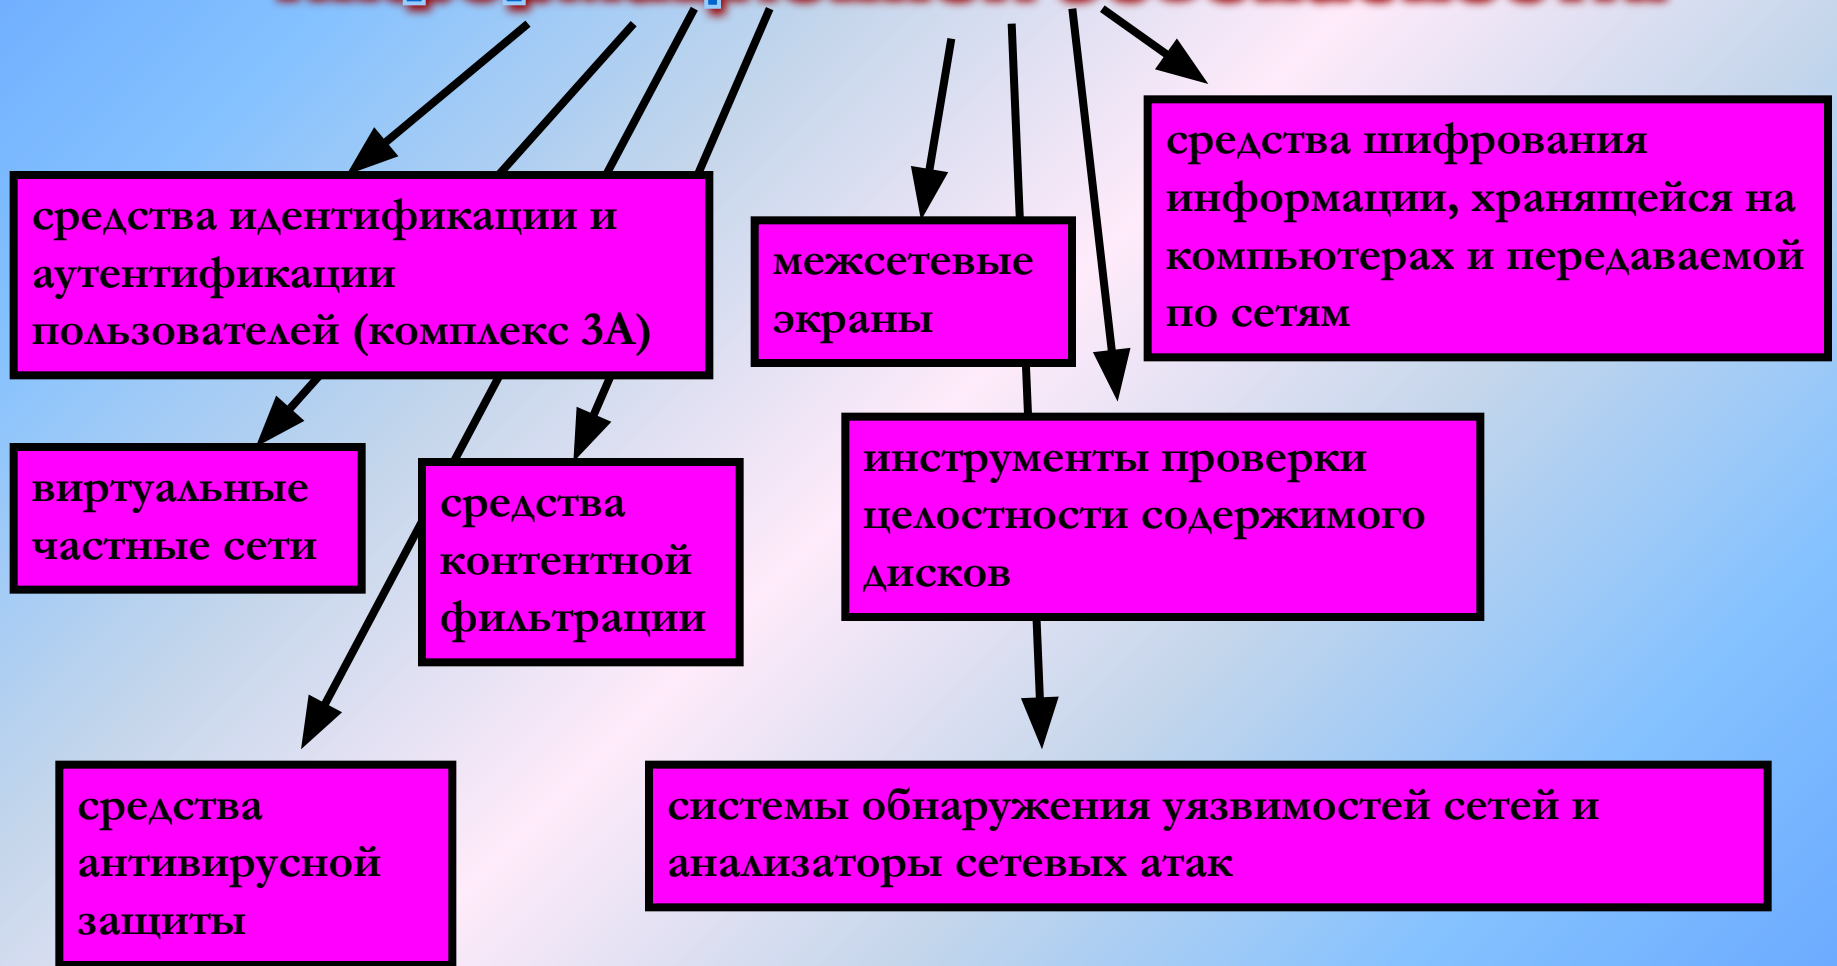 средства идентификации и
аутентификации
пользователей (комплекс 3А)
межсетевые
экраны
средства шифрования
информации, хранящейся на
компьютерах и передаваемой
по сетям
виртуальные
частные сети
средства
контентной
фильтрации
инструменты проверки
целостности содержимого
дисков
средства
антивирусной
защиты
системы обнаружения уязвимостей сетей и
анализаторы сетевых атак